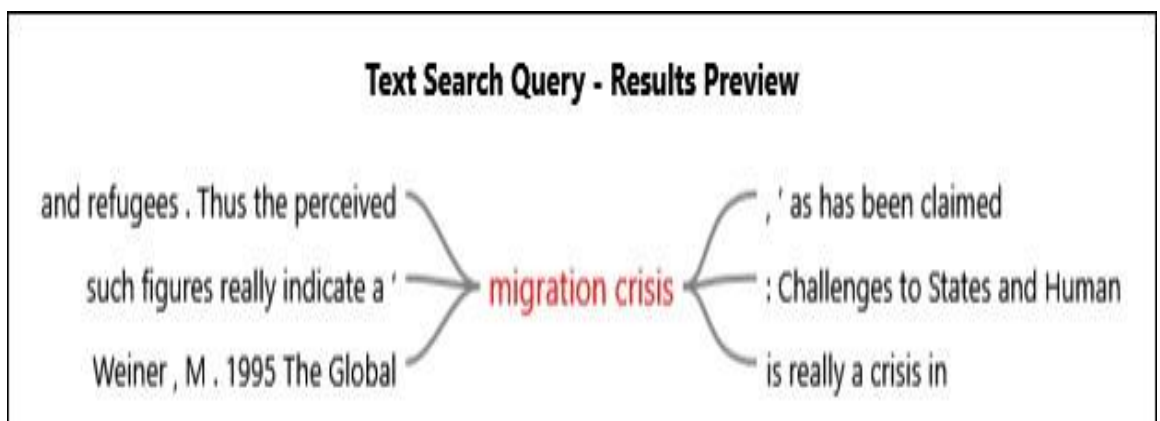 Text Search Query - Results Preview
and refugees . Thus the perceived
such figures really indicate a ‘
Weiner , M . 1995 The Global
migration crisis
, ’ as has been claimed
: Challenges to States and Human
is really a crisis in